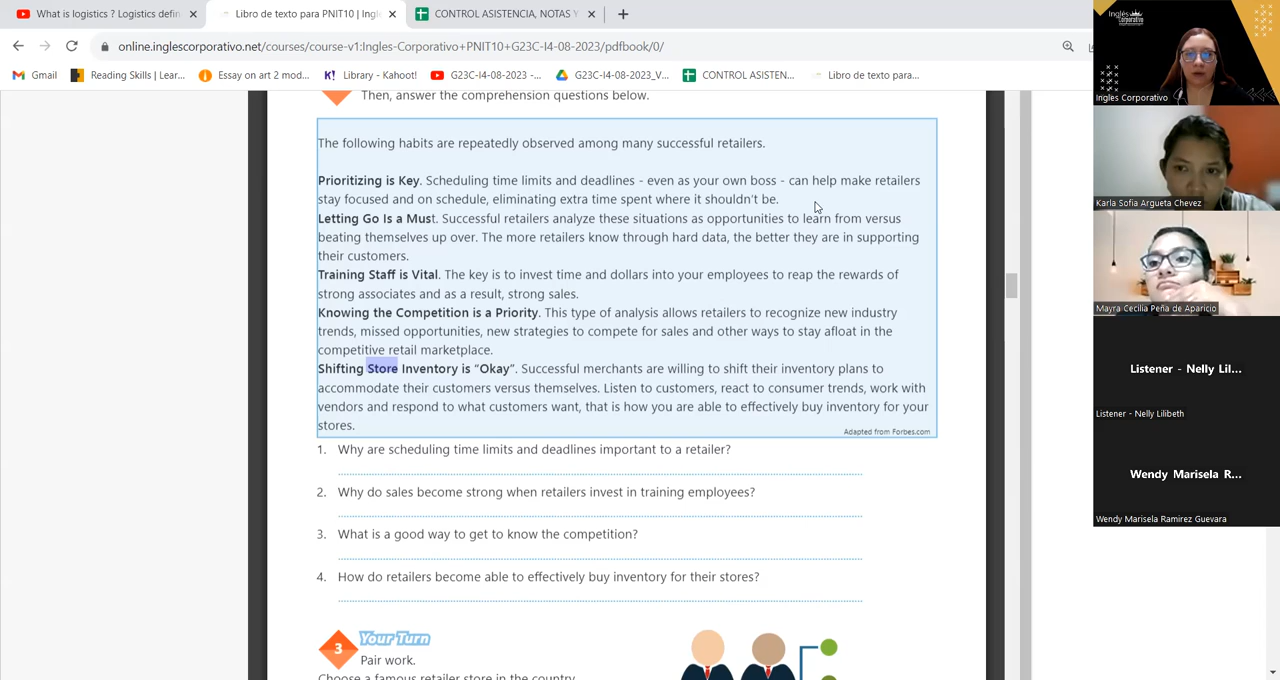 What is logistics ? Logistics defin
Libro de texto para PNIT10 | Ingl
CONTROL ASISTENCIA, NOTAS Y
online.inglescorporativo.net/courses/course-v1:Ingles-Corporativo+PNIT10+G23C-I4-08-2023/pdfbook/0/
Gmail
Reading Skills | Lear...
Essay on art 2 mod...
Library - Kahoot!
G23C-I4-08-2023 -...
G23C-I4-08-2023_V...
CONTROL ASISTEN...
Libro de texto para...
Then, answer the comprehension questions below.
The following habits are repeatedly observed among many successful retailers.
Prioritizing is Key. Scheduling time limits and deadlines - even as your own boss - can help make retailers
stay focused and on schedule, eliminating extra time spent where it shouldn't be.
Letting Go Is a Must. Successful retailers analyze these situations as opportunities to learn from versus
beating themselves up over. The more retailers know through hard data, the better they are in supporting
their customers.
Training Staff is Vital. The key is to invest time and dollars into your employees to reap the rewards of
strong associates and as a result, strong sales.
Knowing the Competition is a Priority. This type of analysis allows retailers to recognize new industry
trends, missed opportunities, new strategies to compete for sales and other ways to stay afloat in the
competitive retail marketplace.
Shifting Store Inventory is "Okay". Successful merchants are willing to shift their inventory plans to
accommodate their customers versus themselves. Listen to customers, react to consumer trends, work with
vendors and respond to what customers want, that is how you are able to effectively buy inventory for your
stores.
Adapted from Forbes.com
1. Why are scheduling time limits and deadlines important to a retailer?
2. Why do sales become strong when retailers invest in training employees?
3. What is a good way to get to know the competition?
4. How do retailers become able to effectively buy inventory for their stores?
3 Your Turn
Pair work.
Choose a famous retailer store in the country.
Inglés
Corporativo
Ingles Corporativo
Karla Sofia Argueta Chevez
Mayra Cecilia Peña de Aparicio
Listener - Nelly Lil...
Listener - Nelly Lilibeth
Wendy Marisela R...
Wendy Marisela Ramirez Guevara